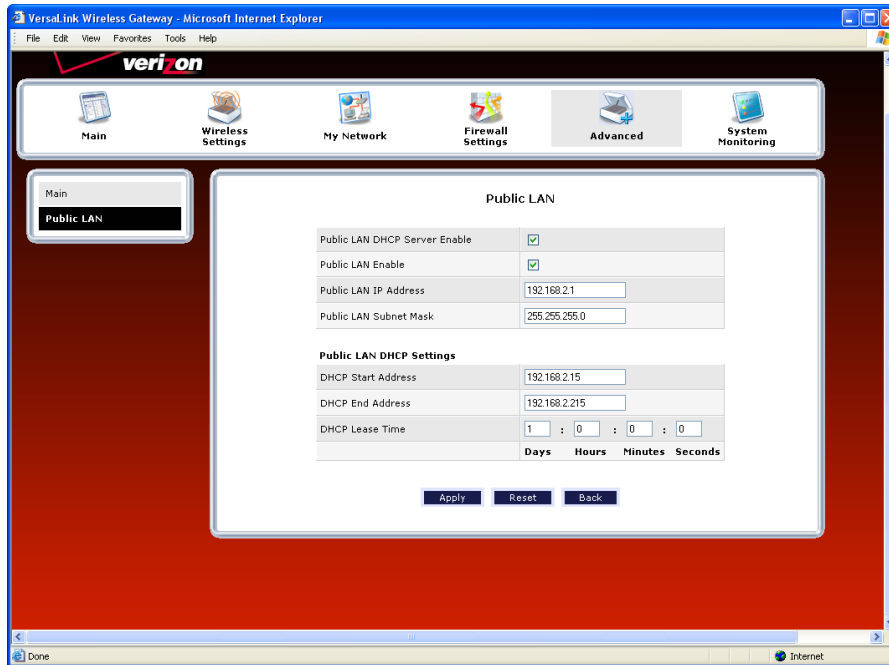 VersaLink Wireless Gateway - Microsoft Internet Explorer
File Edit View Favorites Tools Help
verizon
Main
Wireless Settings
My Network
Firewall Settings
Advanced
System Monitoring
Main
Public LAN
Public LAN
Public LAN DHCP Server Enable
Public LAN Enable
Public LAN IP Address 192.168.2.1
Public LAN Subnet Mask 255.255.255.0
Public LAN DHCP Settings
DHCP Start Address 192.168.2.15
DHCP End Address 192.168.2.215
DHCP Lease Time 1 : 0 : 0 : 0
Days Hours Minutes Seconds
Apply Reset Back
Done Internet